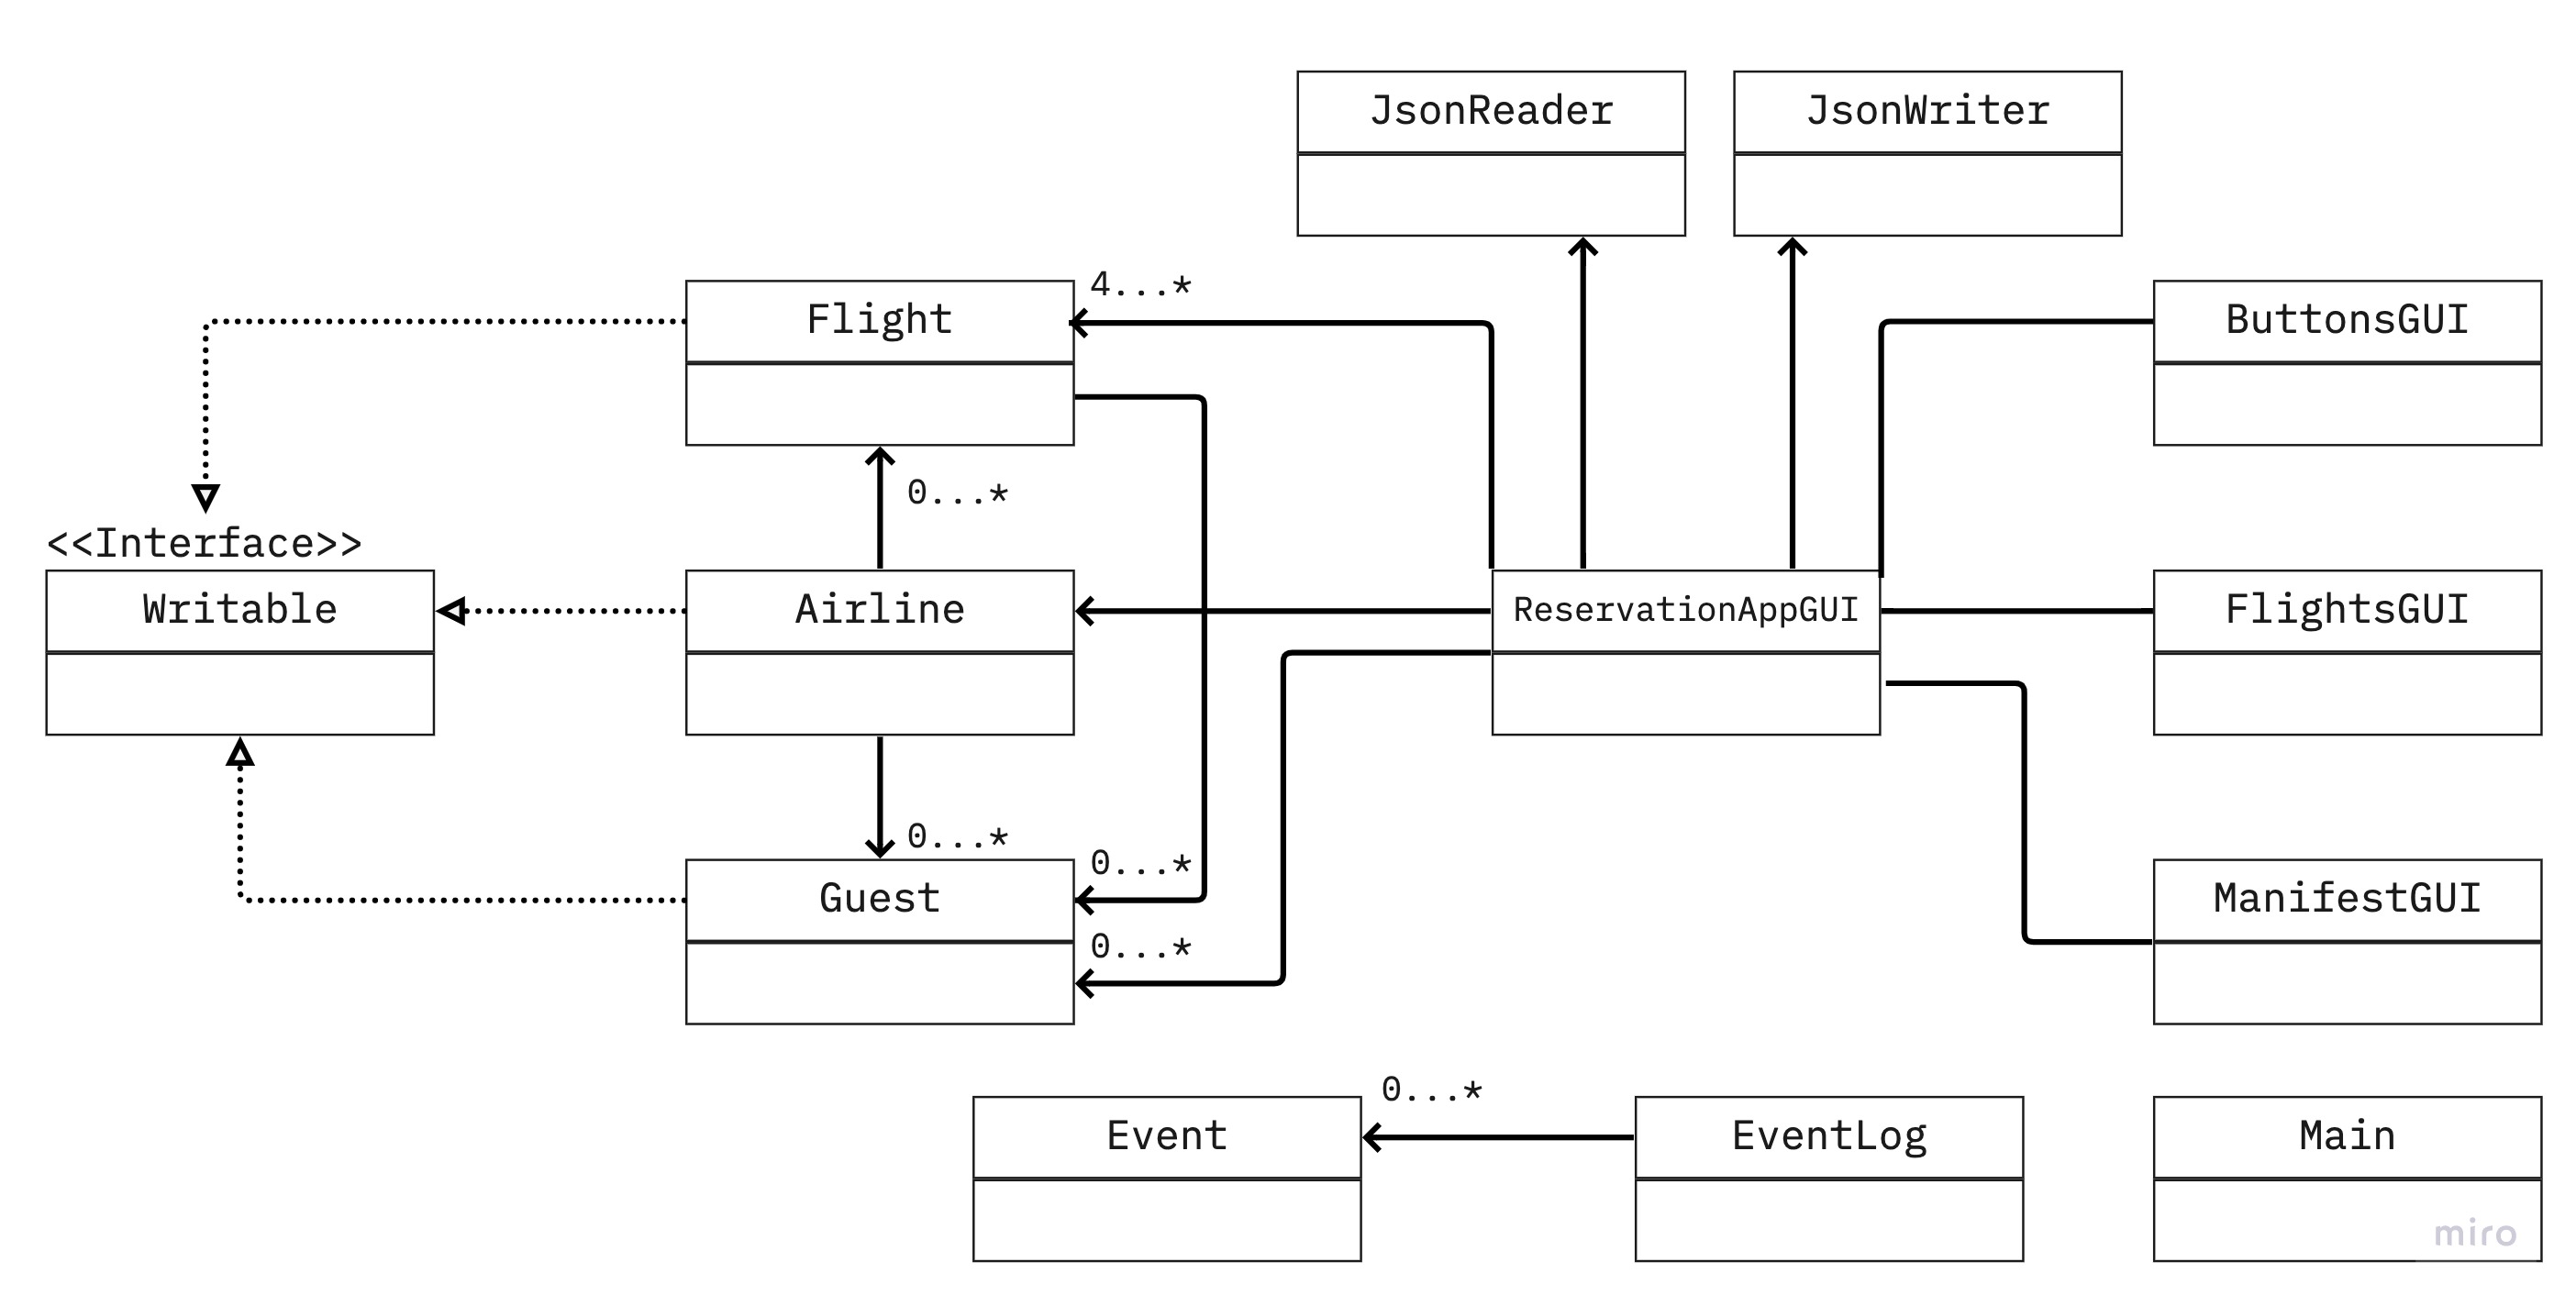 JsonReader
JsonWriter
4...*
Flight
ButtonsGUI
0...*
<<Interface>>
Writable
Airline
ReservationAppGUI
FlightsGUI
0...*
0...*
Guest
ManifestGUI
0...*
0...*
Event
EventLog
Main
miro